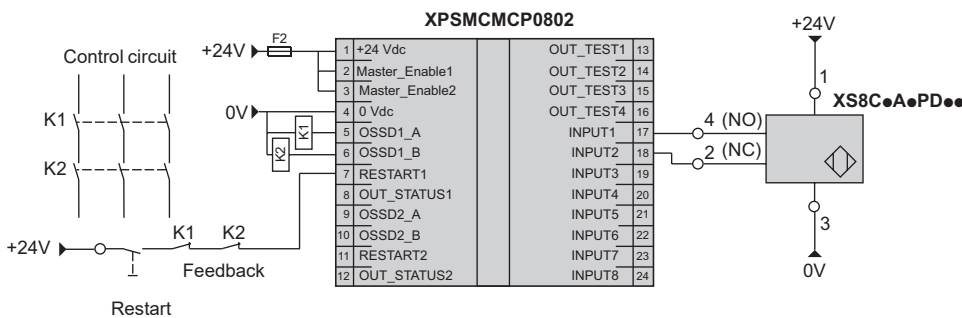 XPSMCMCP0802
+24V
F2
Control circuit
K1
K2
0V
K1
K2
1 +24 Vdc
2 Master_Enable1
3 Master_Enable2
4 0 Vdc
5 OSSD1_A
6 OSSD1_B
7 RESTART1
8 OUT_STATUS1
9 OSSD2_A
10 OSSD2_B
11 RESTART2
12 OUT_STATUS2
OUT_TEST1 13
OUT_TEST2 14
OUT_TEST3 15
OUT_TEST4 16
INPUT1 17
INPUT2 18
INPUT3 19
INPUT4 20
INPUT5 21
INPUT6 22
INPUT7 23
INPUT8 24
+24V
1
XS8C●A●PD●●
4 (NO)
2 (NC)
3
0V
+24V
K1 K2
Feedback
Restart